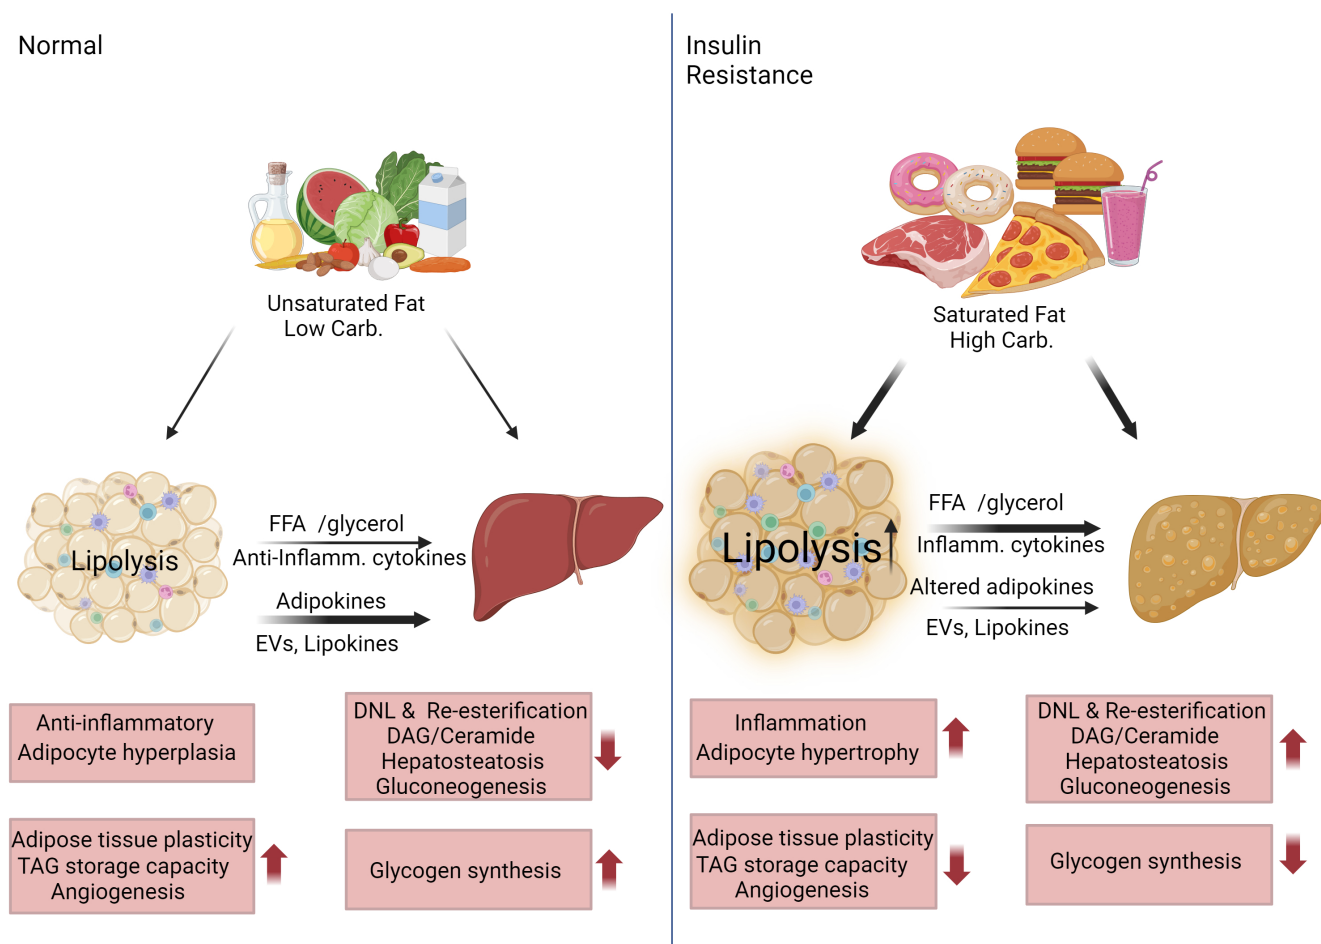 Normal
Unsaturated Fat
Low Carb.
Lipolysis
FFA /glycerol
Anti-Inflamm. cytokines
Adipokines
EVs, Lipokines
Anti-inflammatory
Adipocyte hyperplasia
DNL & Re-esterification
DAG/Ceramide
Hepatosteatosis
Gluconeogenesis
Adipose tissue plasticity
TAG storage capacity
Angiogenesis
Glycogen synthesis
Insulin
Resistance
Saturated Fat
High Carb.
Lipolysis
FFA /glycerol
Inflamm. cytokines
Altered adipokines
EVs, Lipokines
Inflammation
Adipocyte hypertrophy
DNL & Re-esterification
DAG/Ceramide
Hepatosteatosis
Gluconeogenesis
Adipose tissue plasticity
TAG storage capacity
Angiogenesis
Glycogen synthesis